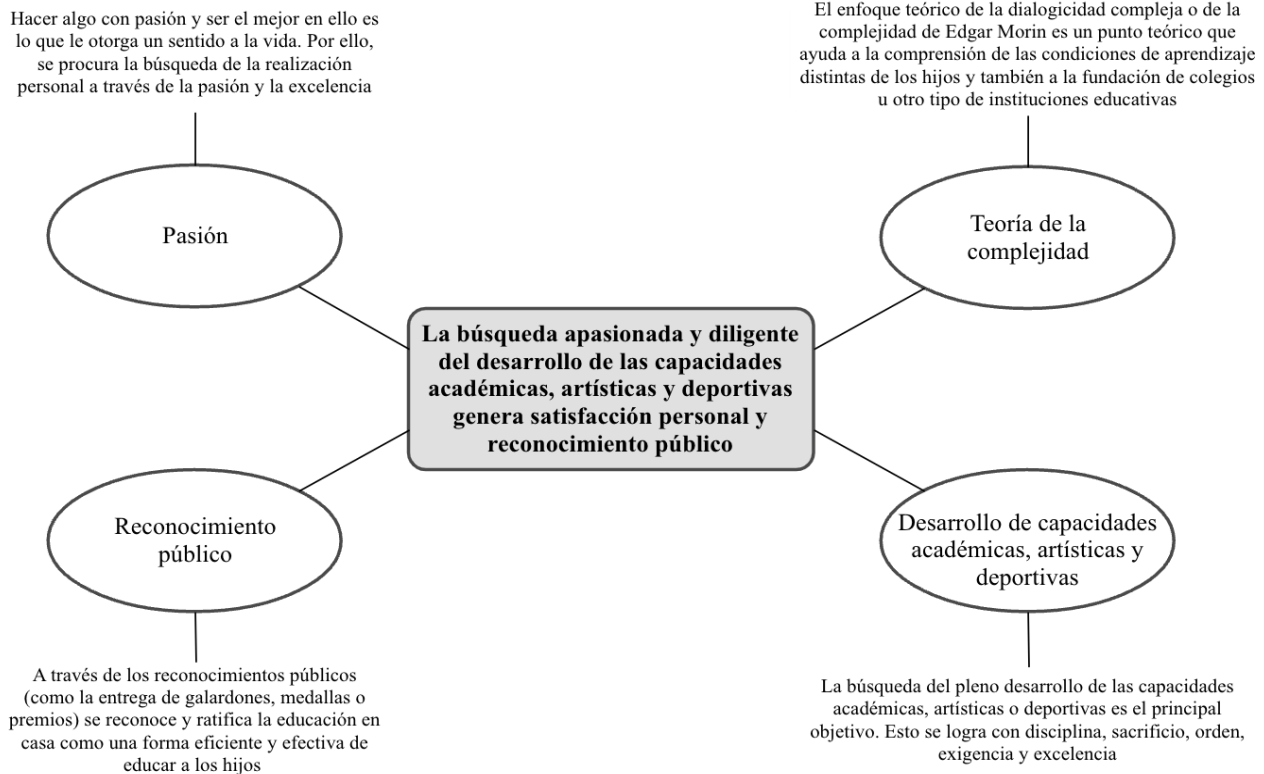 Hacer algo con pasión y ser el mejor en ello es
lo que le otorga un sentido a la vida. Por ello,
se procura la búsqueda de la realización
personal a través de la pasión y la excelencia
El enfoque teórico de la dialogicidad compleja o de la
complejidad de Edgar Morin es un punto teórico que
ayuda a la comprensión de las condiciones de aprendizaje
distintas de los hijos y también a la fundación de colegios
u otro tipo de instituciones educativas
Pasión
Teoría de la
complejidad
La búsqueda apasionada y diligente
del desarrollo de las capacidades
académicas, artísticas y deportivas
genera satisfacción personal y
reconocimiento público
Reconocimiento
público
Desarrollo de capacidades
académicas, artísticas y
deportivas
A través de los reconocimientos públicos
(como la entrega de galardones, medallas o
premios) se reconoce y ratifica la educación en
casa como una forma eficiente y efectiva de
educar a los hijos
La búsqueda del pleno desarrollo de las capacidades
académicas, artísticas o deportivas es el principal
objetivo. Esto se logra con disciplina, sacrificio, orden,
exigencia y excelencia